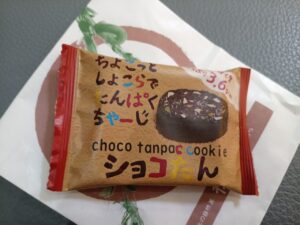 ちょこっと
しょこらで
たんぱく
ちゃーじ
choco tanpac cookie
ショコたん